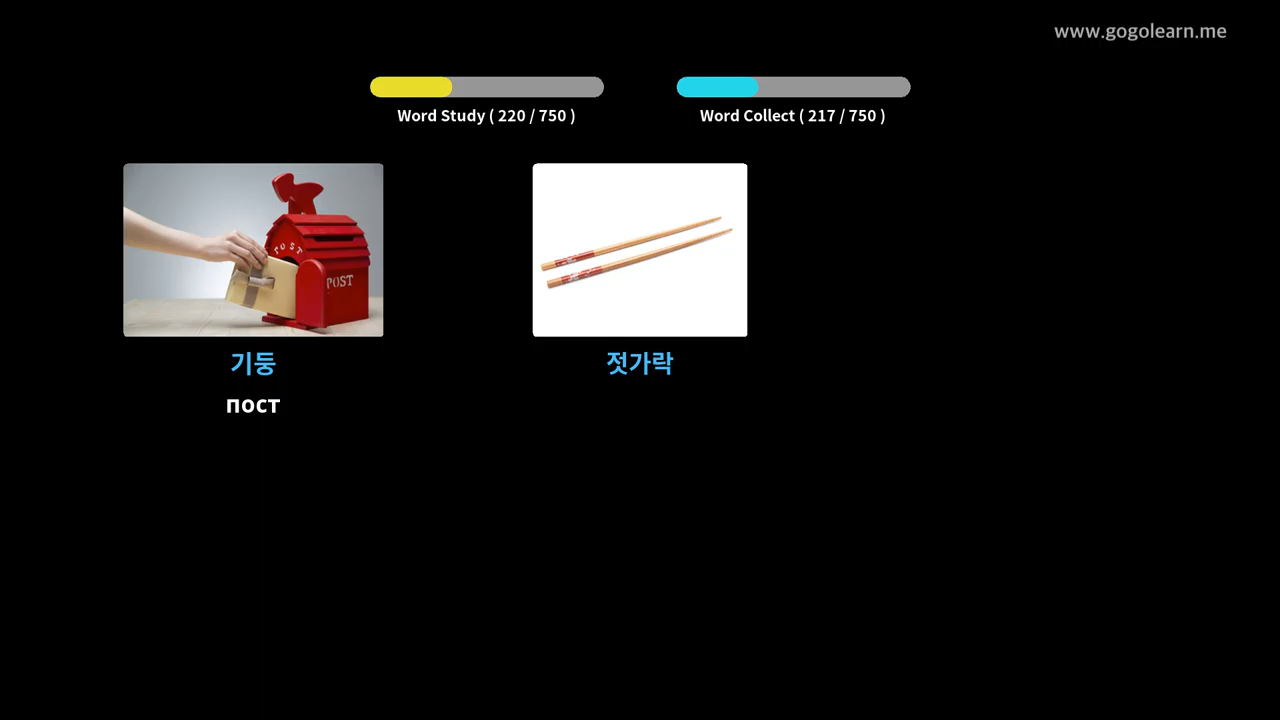 www.gogolearn.me
Word Study ( 220 / 750 )
Word Collect ( 217 / 750 )
POST
POST
기둥
젓가락
пост